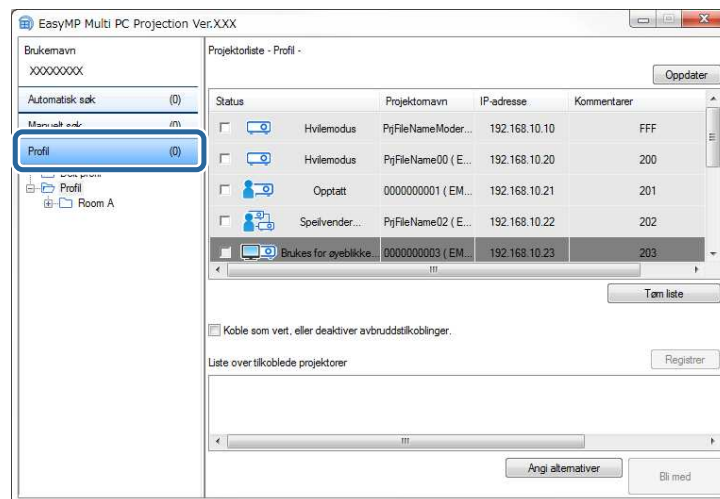 EasyMP Multi PC Projection Ver.XXX
Brukernavn
XXXXXXXX
Automatisk søk (0)
Manuelt søk (0)
Profil (0)
Delt profil
Profil
Room A
Projektorliste - Profil -
Oppdater
Status Projektornavn IP-adresse Kommentarer
Hvilemodus PrjFileNameModer... 192.168.10.10 FFF
Hvilemodus PrjFileName00 ( E... 192.168.10.20 200
Opptatt 0000000001 ( EM... 192.168.10.21 201
Speilvender... PrjFileName02 ( E... 192.168.10.22 202
Brukes for øyeblikke... 0000000003 ( EM... 192.168.10.23 203
Tøm liste
Koble som vert, eller deaktiver avbruddstilkoblinger.
Liste over tilkoblede projektorer
Registrer
Angi alternativer
Bli med